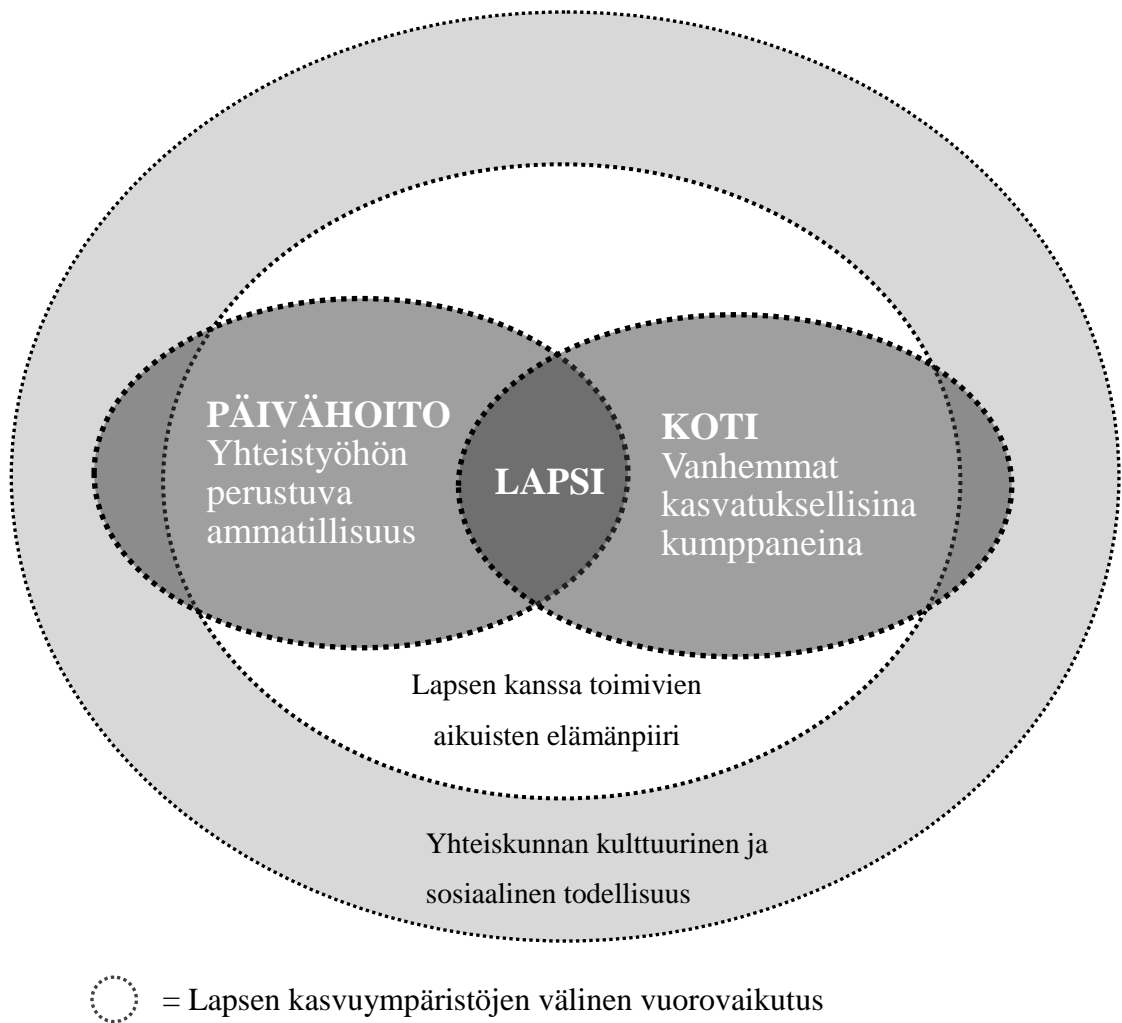 PÄIVÄHOITO
Yhteistyöhön
perustuva
ammatillisuus
LAPSI
KOTI
Vanhemmat
kasvatuksellisina
kumppaneina
Lapsen kanssa toimivien
aikuisten elämänpiiri
Yhteiskunnan kulttuurinen ja
sosiaalinen todellisuus
= Lapsen kasvuympäristöjen välinen vuorovaikutus